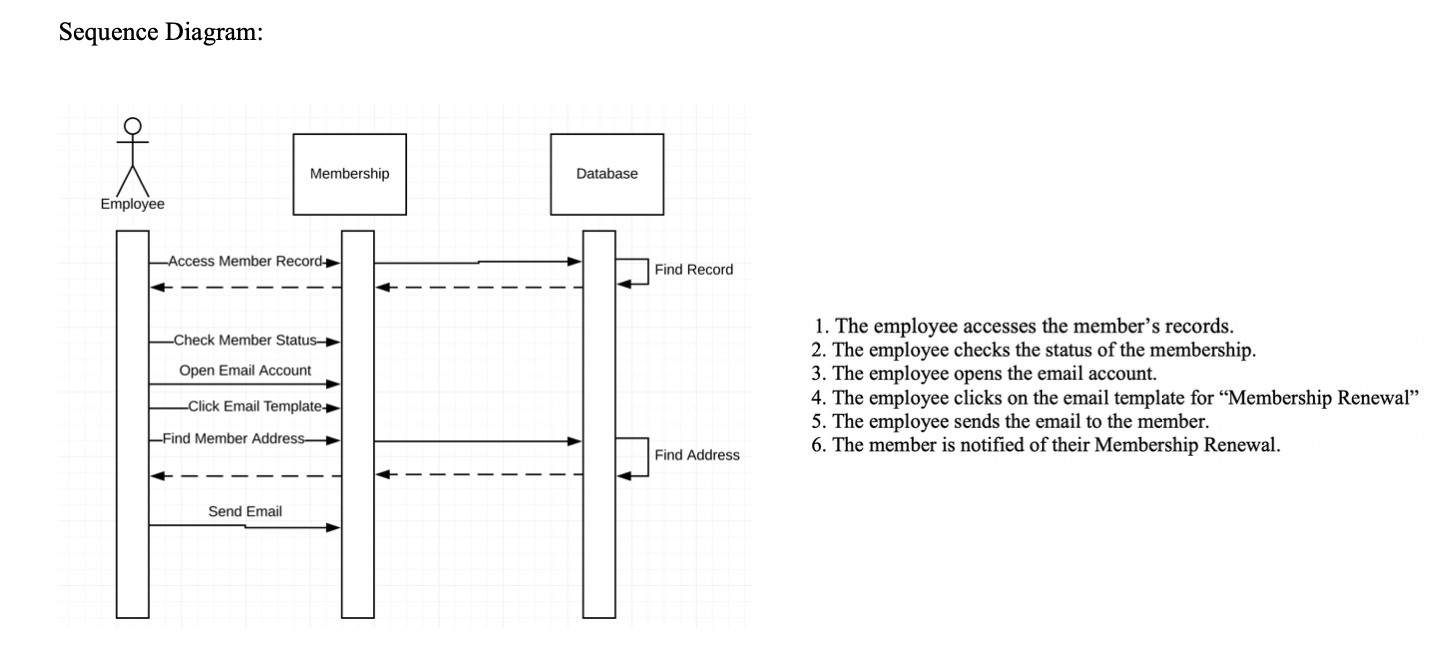 Sequence Diagram:
Employee
Membership
Database
Access Member Record
Find Record
Check Member Status
Open Email Account
Click Email Template
Find Member Address
Find Address
Send Email
1. The employee accesses the member’s records.
2. The employee checks the status of the membership.
3. The employee opens the email account.
4. The employee clicks on the email template for “Membership Renewal”
5. The employee sends the email to the member.
6. The member is notified of their Membership Renewal.